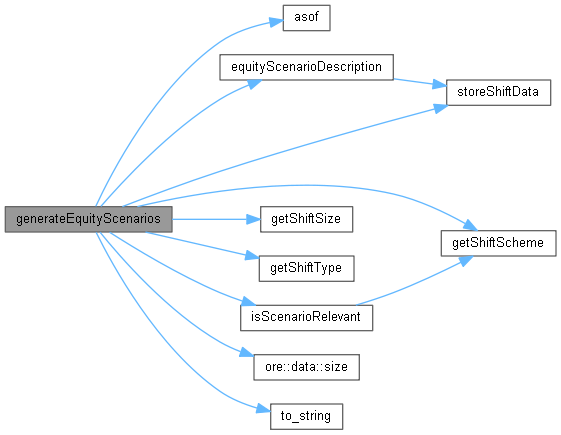 asof
equityScenarioDescription
storeShiftData
generateEquityScenarios
getShiftSize
getShiftScheme
getShiftType
isScenarioRelevant
ore::data::size
to_string